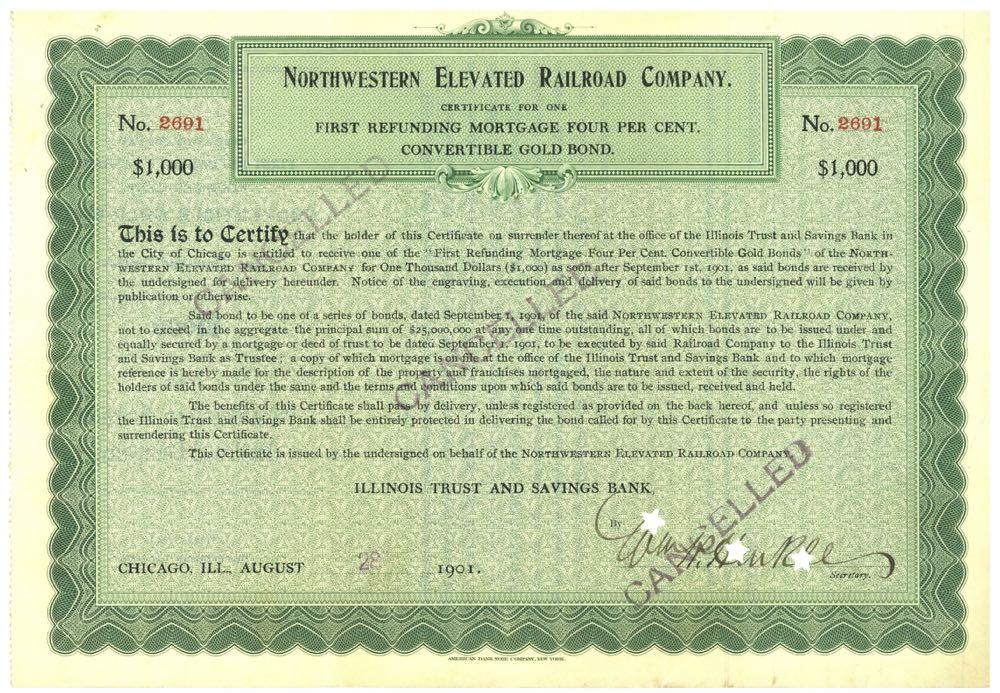 NORTHWESTERN ELEVATED RAILROAD COMPANY.
CERTIFICATE FOR ONE
FIRST REFUNDING MORTGAGE FOUR PER CENT.
CONVERTIBLE GOLD BOND.
No. 2691
No. 2691
$1,000
$1,000
This is to Certify that the holder of this Certificate on surrender thereof at the office of the Illinois Trust and Savings Bank in
the City of Chicago is entitled to receive one of the "First Refunding Mortgage Four Per Cent. Convertible Gold Bonds" of the NORTH-
WESTERN ELEVATED RAILROAD COMPANY for One Thousand Dollars ($1,000) as soon after September 1st, 1901, as said bonds are received by
the undersigned for delivery hereunder. Notice of the engraving, execution and delivery of said bonds to the undersigned will be given by
publication or otherwise.
Said bond to be one of a series of bonds, dated September 1, 1901, of the said NORTHWESTERN ELEVATED RAILROAD COMPANY,
not to exceed in the aggregate the principal sum of $25,000,000 at any one time outstanding, all of which bonds are to be issued under and
equally secured by a mortgage or deed of trust to be dated September 1, 1901, to be executed by said Railroad Company to the Illinois Trust
and Savings Bank as Trustee; a copy of which mortgage is on file at the office of the Illinois Trust and Savings Bank and to which mortgage
reference is hereby made for the description of the property and franchises mortgaged, the nature and extent of the security, the rights of the
holders of said bonds under the same and the terms and conditions upon which said bonds are to be issued, received and held.
The benefits of this Certificate shall pass by delivery, unless registered as provided on the back hereof, and unless so registered
the Illinois Trust and Savings Bank shall be entirely protected in delivering the bond called for by this Certificate to the party presenting and
surrendering this Certificate.
This Certificate is issued by the undersigned on behalf of the NORTHWESTERN ELEVATED RAILROAD COMPANY.
ILLINOIS TRUST AND SAVINGS BANK,
By
Secretary.
CHICAGO, ILL., AUGUST 28 1901.
CANCELLED
CANCELLED
CANCELLED
AMERICAN BANK NOTE COMPANY, NEW YORK.